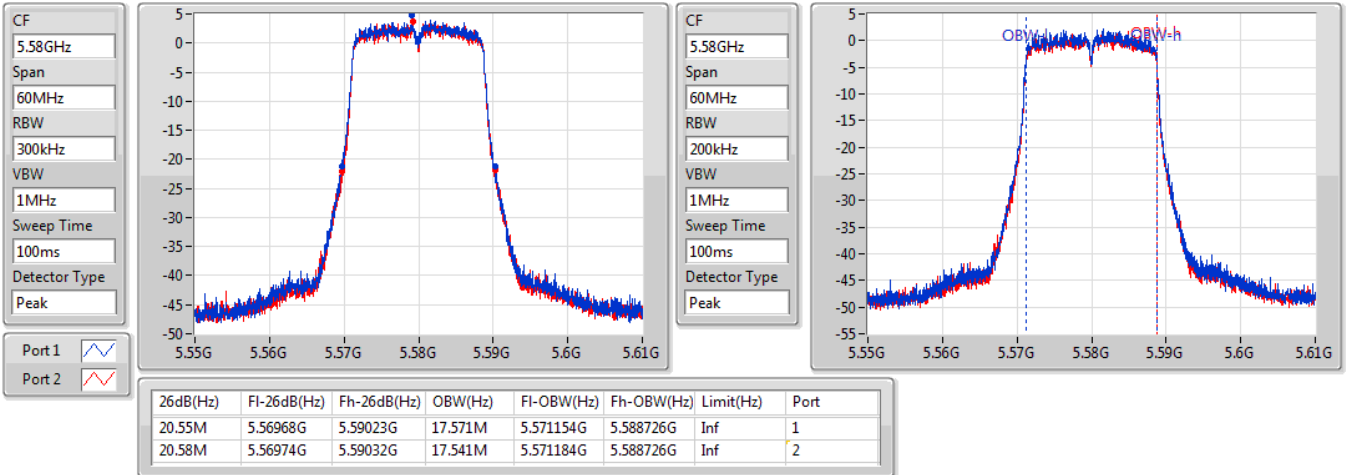 CF
5.58GHz
Span
60MHz
RBW
300kHz
VBW
1MHz
Sweep Time
100ms
Detector Type
Peak
5
0
-5
-10
-15
-20
-25
-30
-35
-40
-45
-50
5.55G 5.56G 5.57G 5.58G 5.59G 5.6G 5.61G
CF
5.58GHz
Span
60MHz
RBW
200kHz
VBW
1MHz
Sweep Time
100ms
Detector Type
Peak
5
0
-5
-10
-15
-20
-25
-30
-35
-40
-45
-50
-55
OBW-l OBW-h
5.55G 5.56G 5.57G 5.58G 5.59G 5.6G 5.61G
Port 1
Port 2
26dB(Hz) Fl-26dB(Hz) Fh-26dB(Hz) OBW(Hz) Fl-OBW(Hz) Fh-OBW(Hz) Limit(Hz) Port
20.55M 5.56968G 5.59023G 17.571M 5.571154G 5.588726G Inf 1
20.58M 5.56974G 5.59032G 17.541M 5.571184G 5.588726G Inf 2